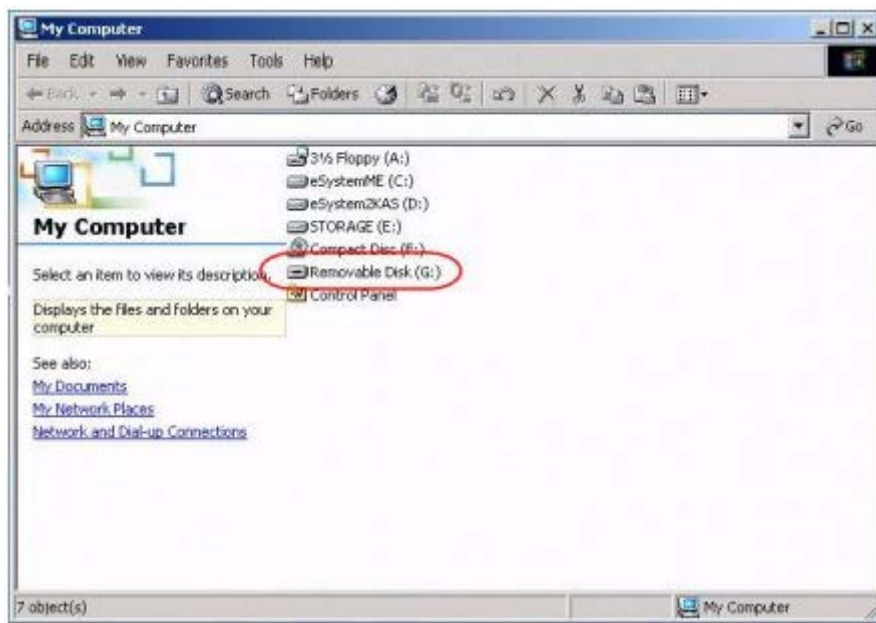 My Computer
File Edit View Favorites Tools Help
Back Search Folders
Address My Computer Go
3½ Floppy (A:)
eSystemME (C:)
eSystem2KAS (D:)
STORAGE (E:)
Compact Disc (F:)
Removable Disk (G:)
Control Panel
My Computer
Select an item to view its description.
Displays the files and folders on your
computer
See also:
My Documents
My Network Places
Network and Dial-up Connections
7 object(s) My Computer